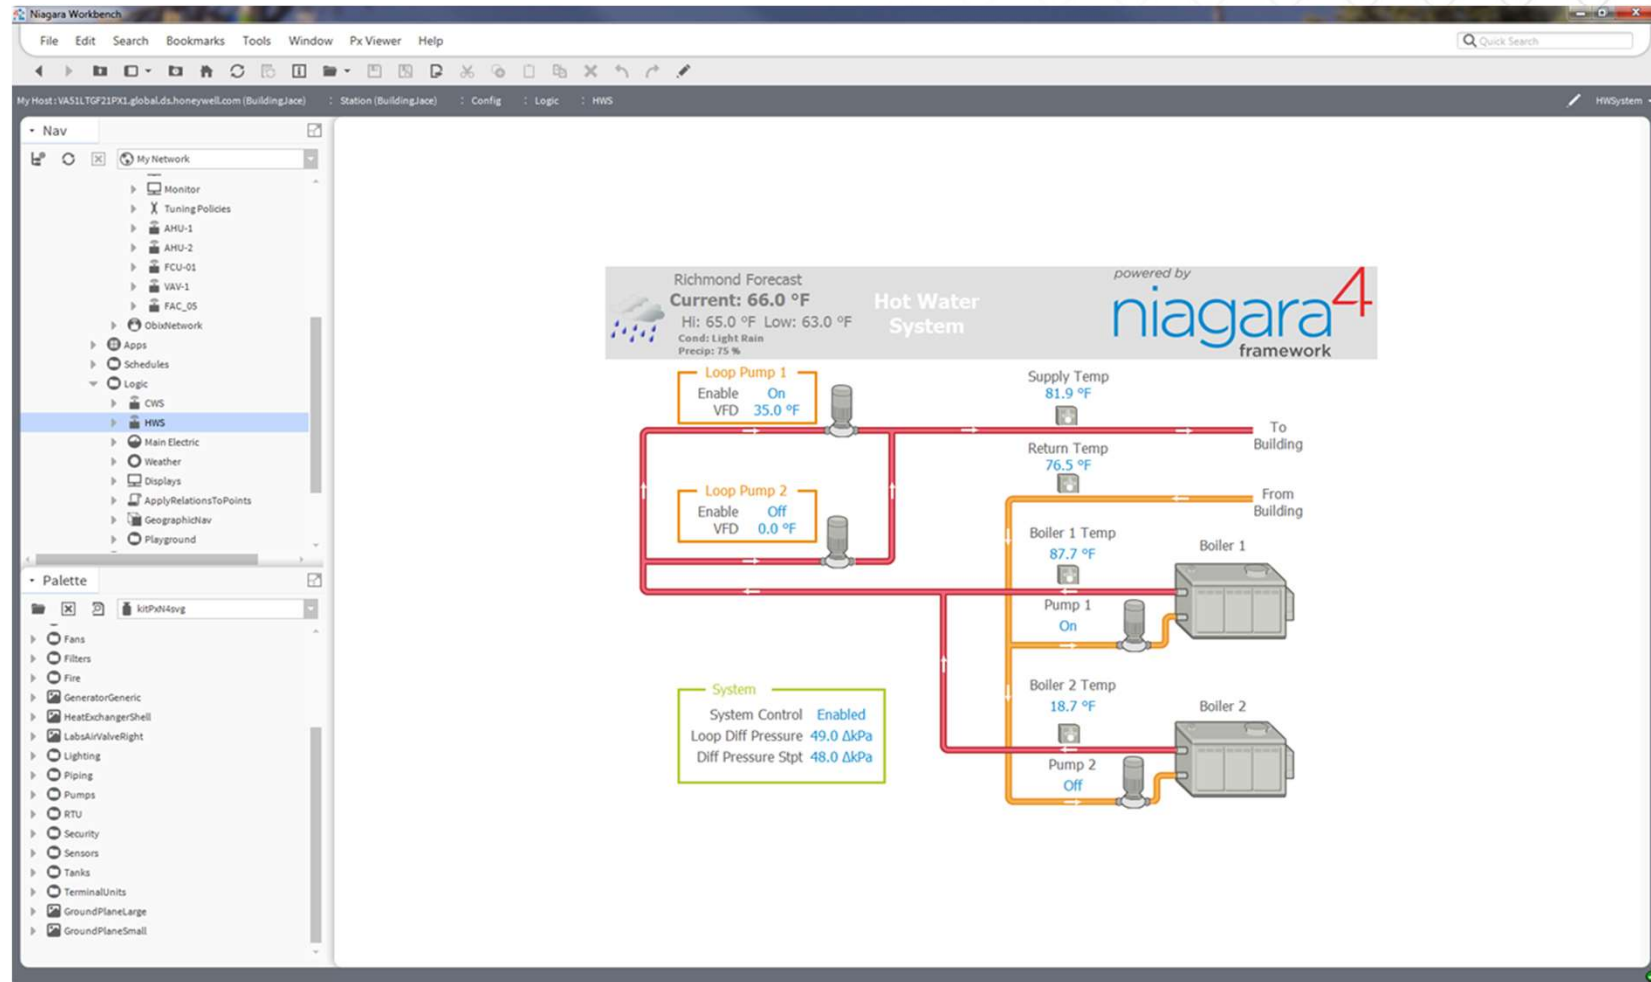 Niagara Workbench
File Edit Search Bookmarks Tools Window Px Viewer Help
Quick Search
My Host : VAS1LTGF21PX1.global.ds.honeywell.com (BuildingJace) : Station (BuildingJace) : Config : Logic : HWS
HWSystem
Nav
My Network
Monitor
Tuning Policies
AHU-1
AHU-2
FCU-01
VAV-1
FAC_05
ObixNetwork
Apps
Schedules
Logic
CWS
HWS
Main Electric
Weather
Displays
ApplyRelationsToPoints
GeographicNav
Playground
Palette
kitPxN4svg
Fans
Filters
Fire
GeneratorGeneric
HeatExchangerShell
LabsAirValveRight
Lighting
Piping
Pumps
RTU
Security
Sensors
Tanks
TerminalUnits
GroundPlaneLarge
GroundPlaneSmall
Richmond Forecast
Current: 66.0 °F
Hi: 65.0 °F Low: 63.0 °F
Cond: Light Rain
Precip: 75 %
Hot Water
System
powered by
niagara4
framework
Loop Pump 1
Enable On
VFD 35.0 °F
Supply Temp
81.9 °F
To
Building
Return Temp
76.5 °F
From
Building
Loop Pump 2
Enable Off
VFD 0.0 °F
Boiler 1 Temp
87.7 °F
Boiler 1
Pump 1
On
Boiler 2 Temp
18.7 °F
Boiler 2
Pump 2
Off
System
System Control Enabled
Loop Diff Pressure 49.0 ΔkPa
Diff Pressure Stpt 48.0 ΔkPa